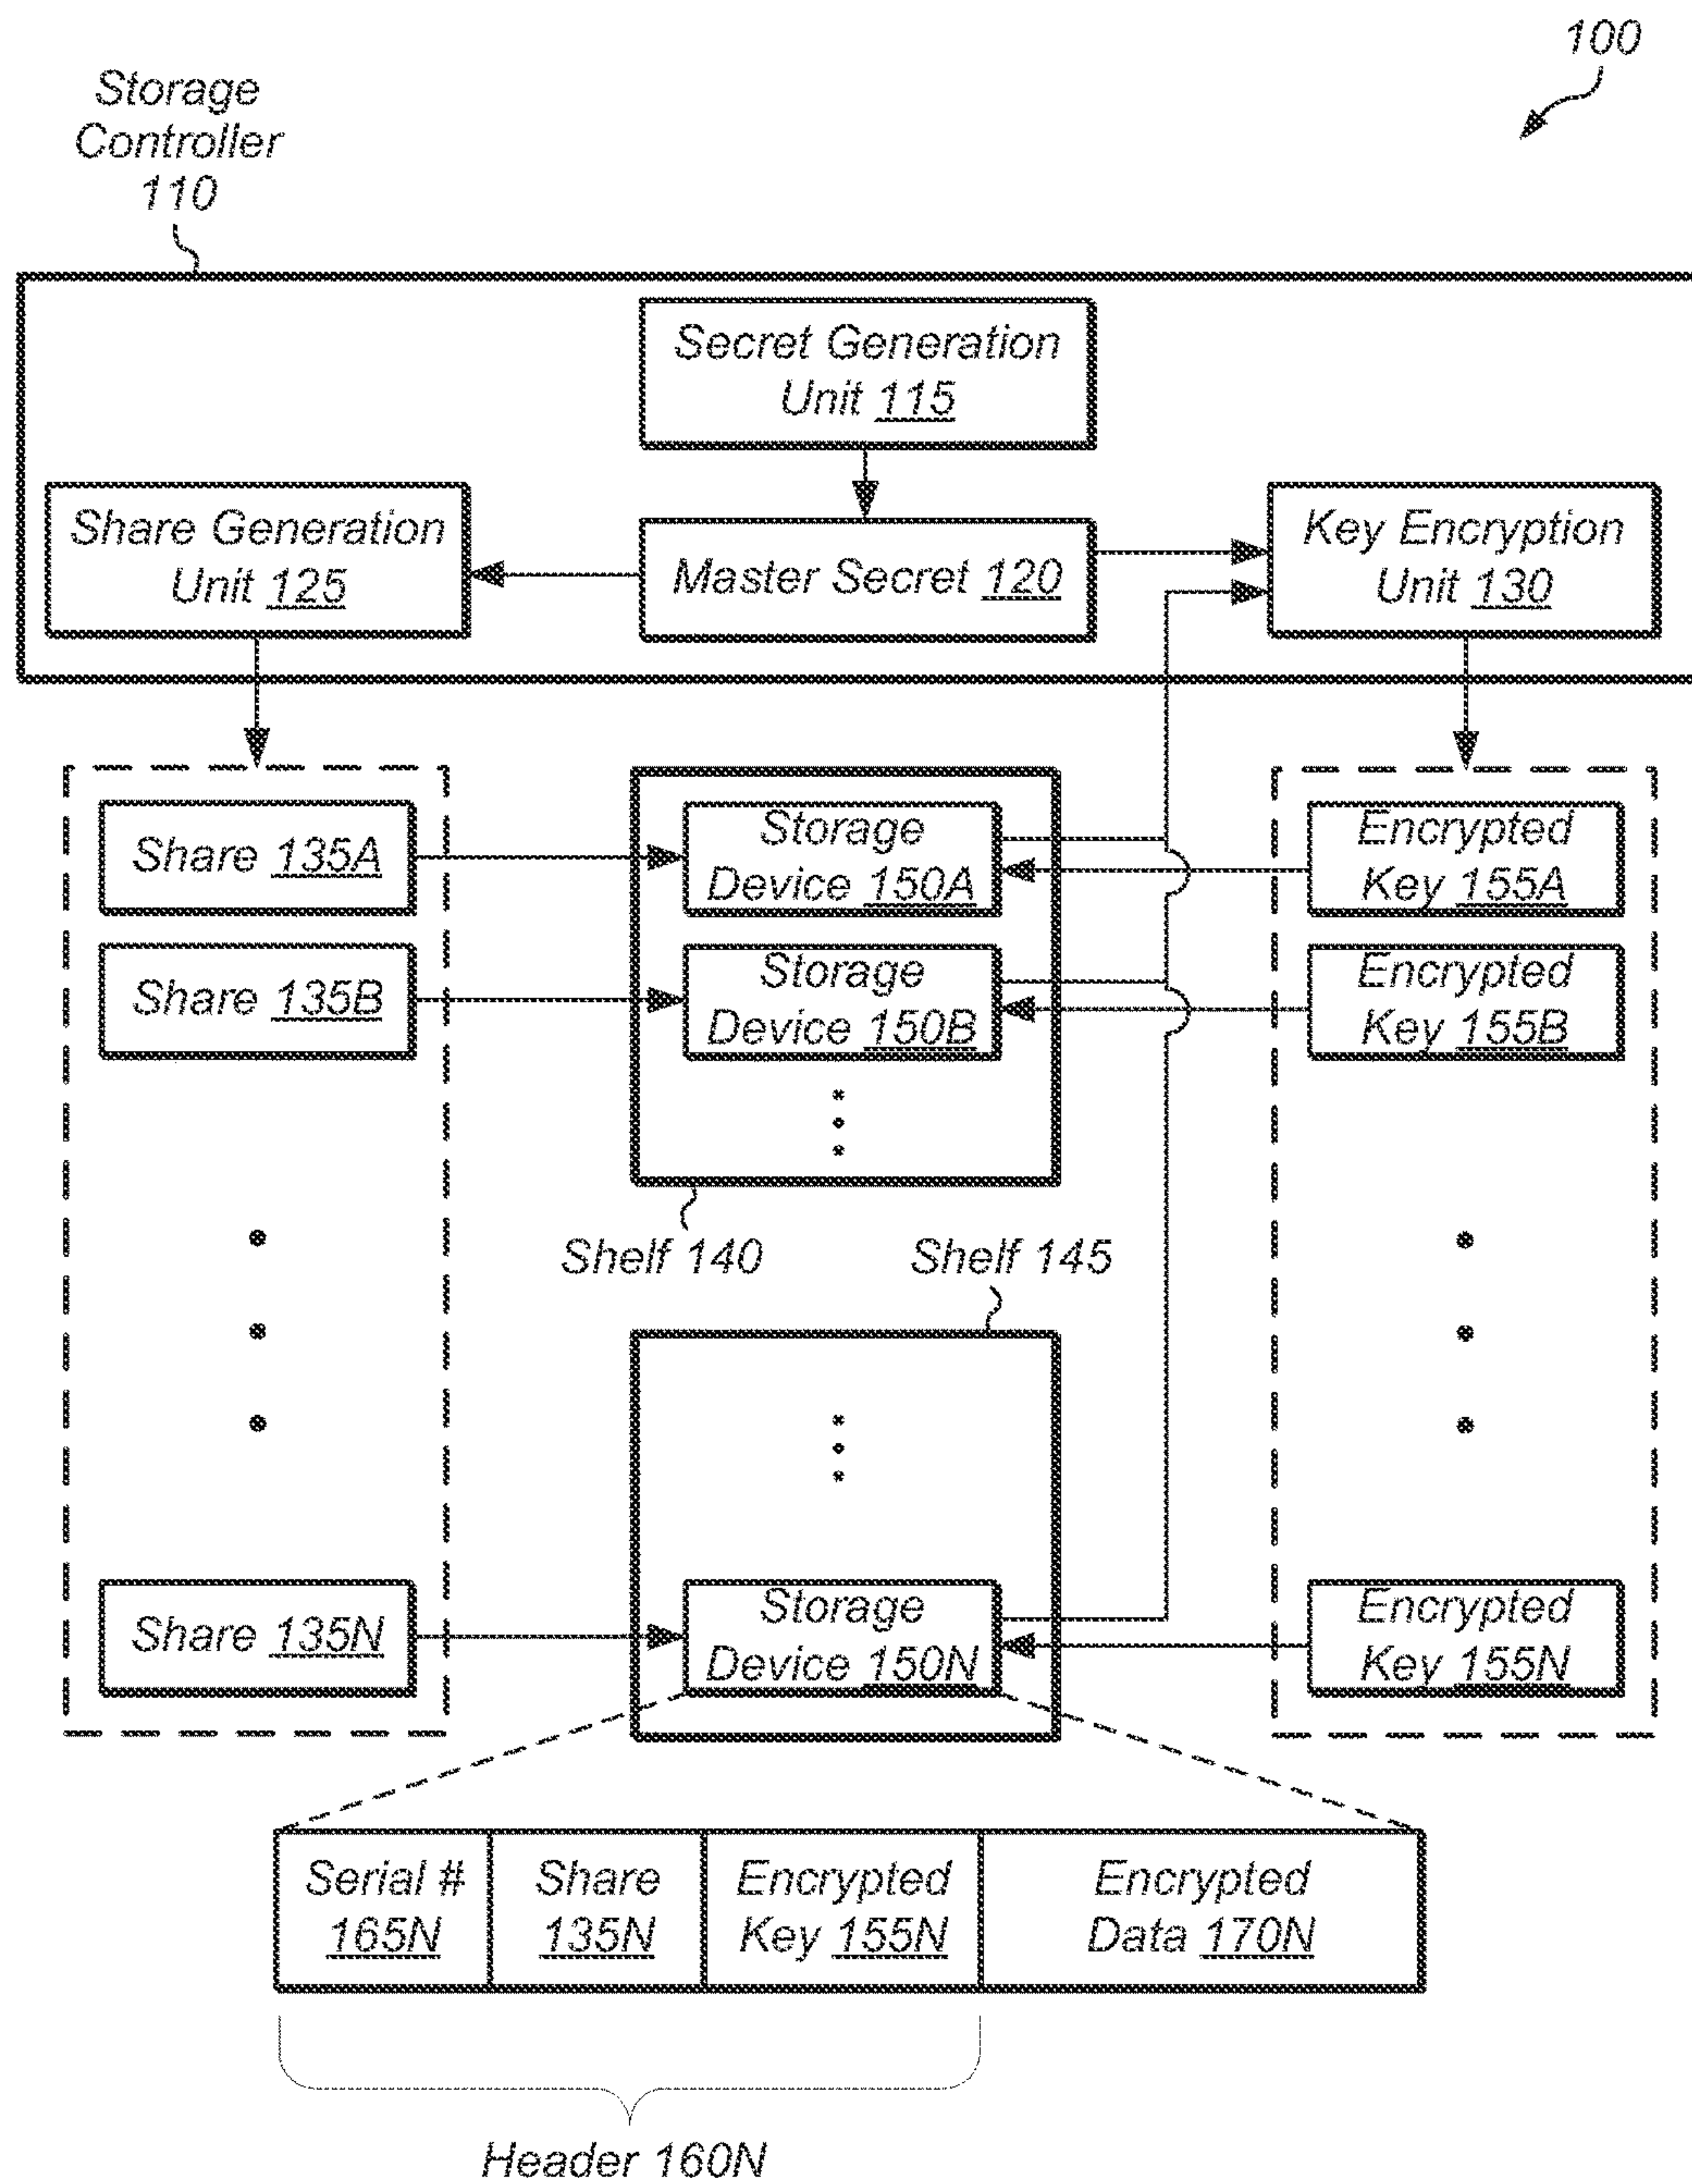 100
Storage
Controller
110
Secret Generation
Unit 115
Share Generation
Unit 125
Master Secret 120
Key Encryption
Unit 130
Share 135A
Storage
Device 150A
Encrypted
Key 155A
Share 135B
Storage
Device 150B
Encrypted
Key 155B
Shelf 140
Shelf 145
Share 135N
Storage
Device 150N
Encrypted
Key 155N
Serial #
165N
Share
135N
Encrypted
Key 155N
Encrypted
Data 170N
Header 160N